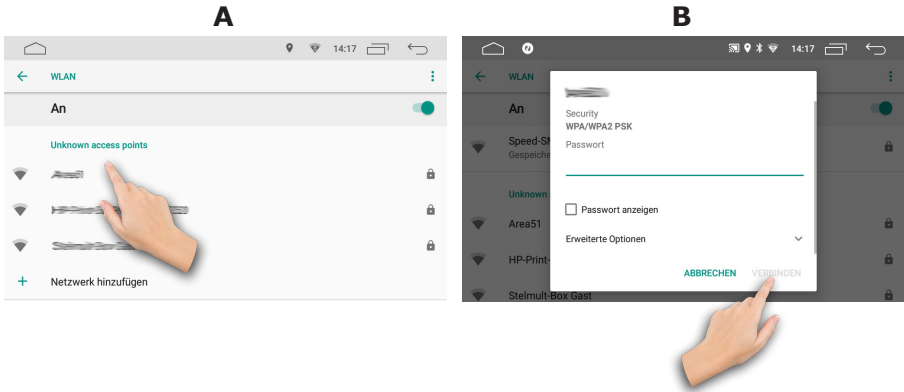 A
14:17
WLAN
An
Unknown access points
Netzwerk hinzufügen
B
14:17
WLAN
An
Speed-S
Gespeiche
Unknown
Area51
HP-Print-
Stelmult-Box Gast
Security
WPA/WPA2 PSK
Passwort
Passwort anzeigen
Erweiterte Optionen
ABBRECHEN VERBINDEN